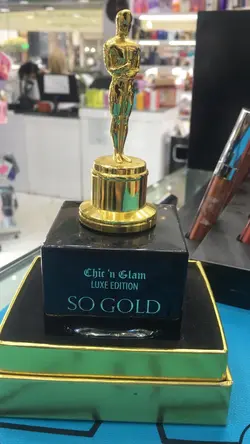 Chic 'n Glam
LUXE EDITION
SO GOLD